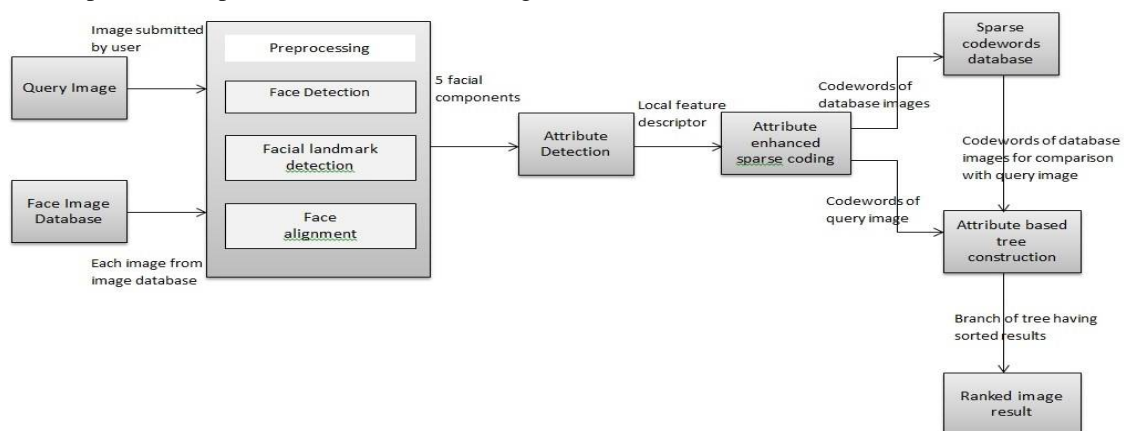 Image submitted
by user
Query Image
Face Image
Database
Each image from
image database
Preprocessing
Face Detection
Facial landmark
detection
Face
alignment
5 facial
components
Attribute
Detection
Local feature
descriptor
Attribute
enhanced
sparse coding
Codewords of
database images
Codewords of
query image
Sparse
codewords
database
Codewords of database
images for comparison
with query image
Attribute based
tree
construction
Branch of tree having
sorted results
Ranked image
result